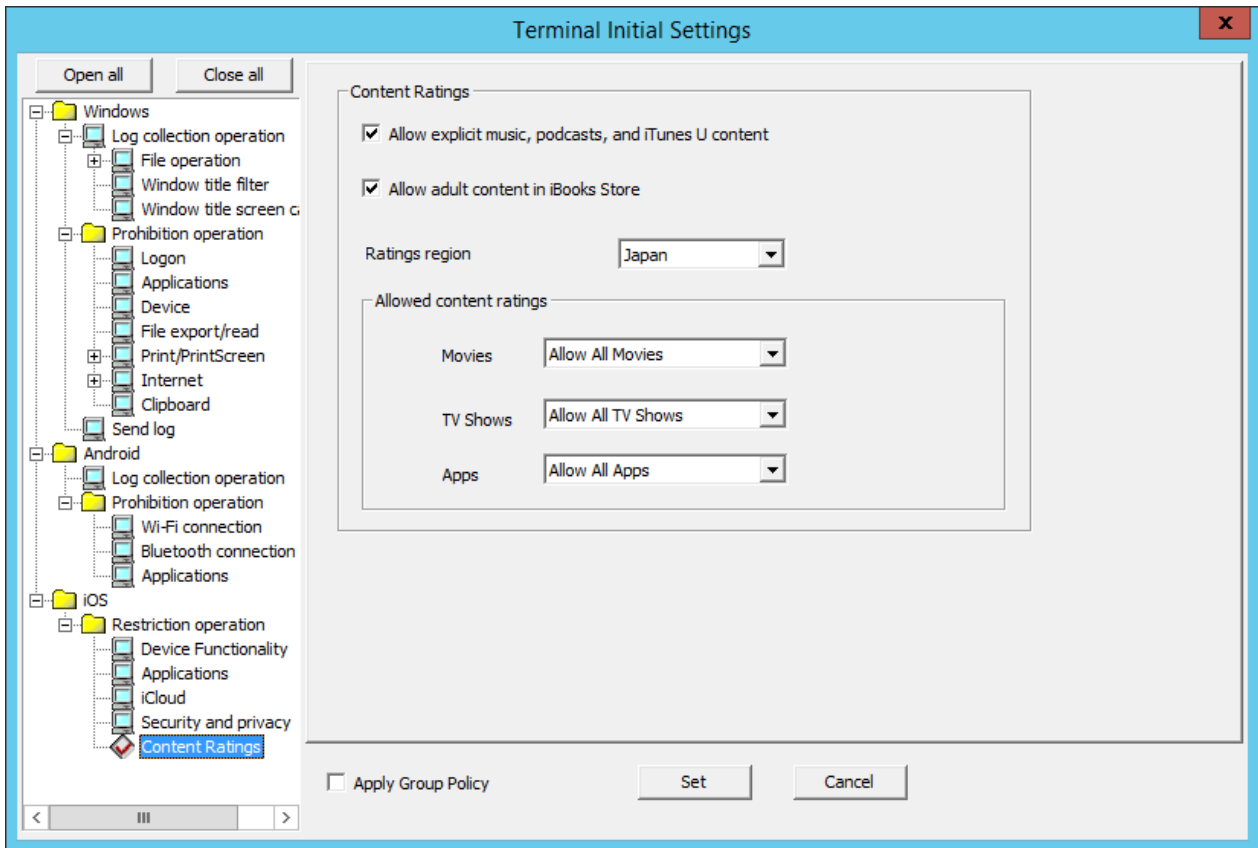 Terminal Initial Settings
x
Open all
Close all
Windows
Log collection operation
File operation
Window title filter
Window title screen
Prohibition operation
Logon
Applications
Device
File export/read
Print/PrintScreen
Internet
Clipboard
Send log
Android
Log collection operation
Prohibition operation
Wi-Fi connection
Bluetooth connection
Applications
iOS
Restriction operation
Device Functionality
Applications
iCloud
Security and privacy
Content Ratings
Content Ratings
Allow explicit music, podcasts, and iTunes U content
Allow adult content in iBooks Store
Ratings region Japan
Allowed content ratings
Movies Allow All Movies
TV Shows Allow All TV Shows
Apps Allow All Apps
Apply Group Policy
Set
Cancel